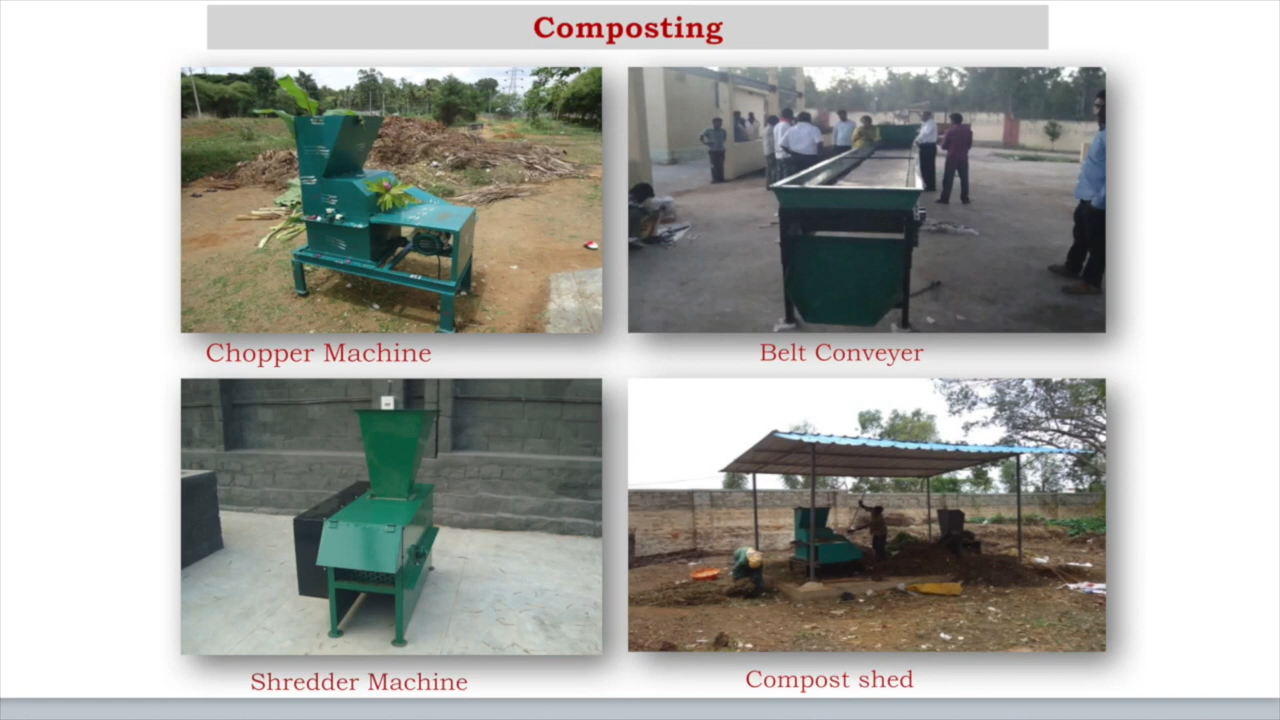 Composting
Chopper Machine
Belt Conveyer
Shredder Machine
Compost shed